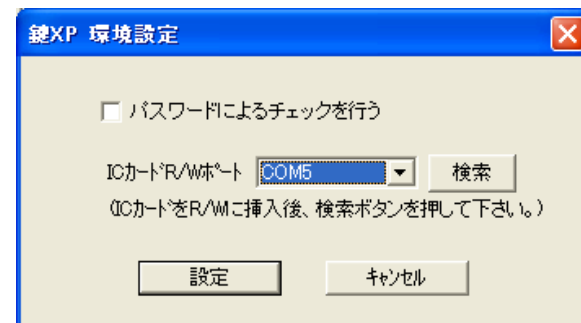 鍵XP 環境設定
パスワードによるチェックを行う
ICｶｰﾄﾞR/Wﾎﾟｰﾄ COM5 検索
(ICｶｰﾄﾞをR/Wに挿入後、検索ボタンを押して下さい。)
設定 ｷｬﾝｾﾙ